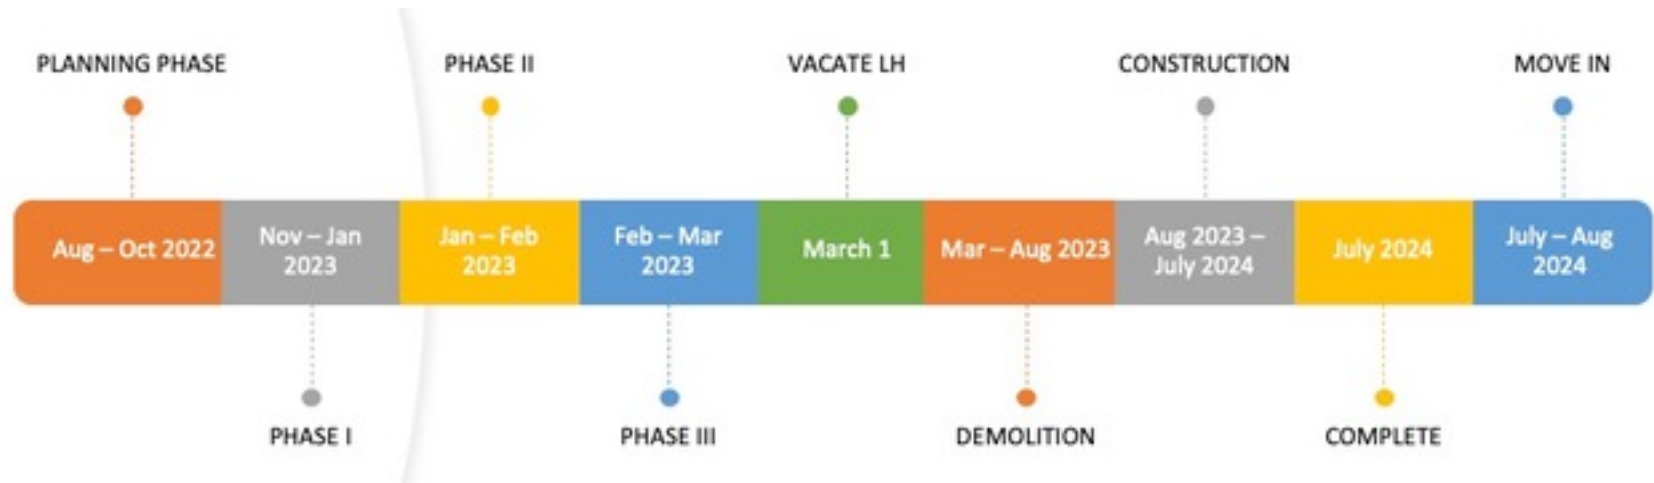 PLANNING PHASE
PHASE II
VACATE LH
CONSTRUCTION
MOVE IN
Aug – Oct 2022
Nov – Jan
2023
Jan – Feb
2023
Feb – Mar
2023
March 1
Mar – Aug 2023
Aug 2023 –
July 2024
July 2024
July – Aug
2024
PHASE I
PHASE III
DEMOLITION
COMPLETE